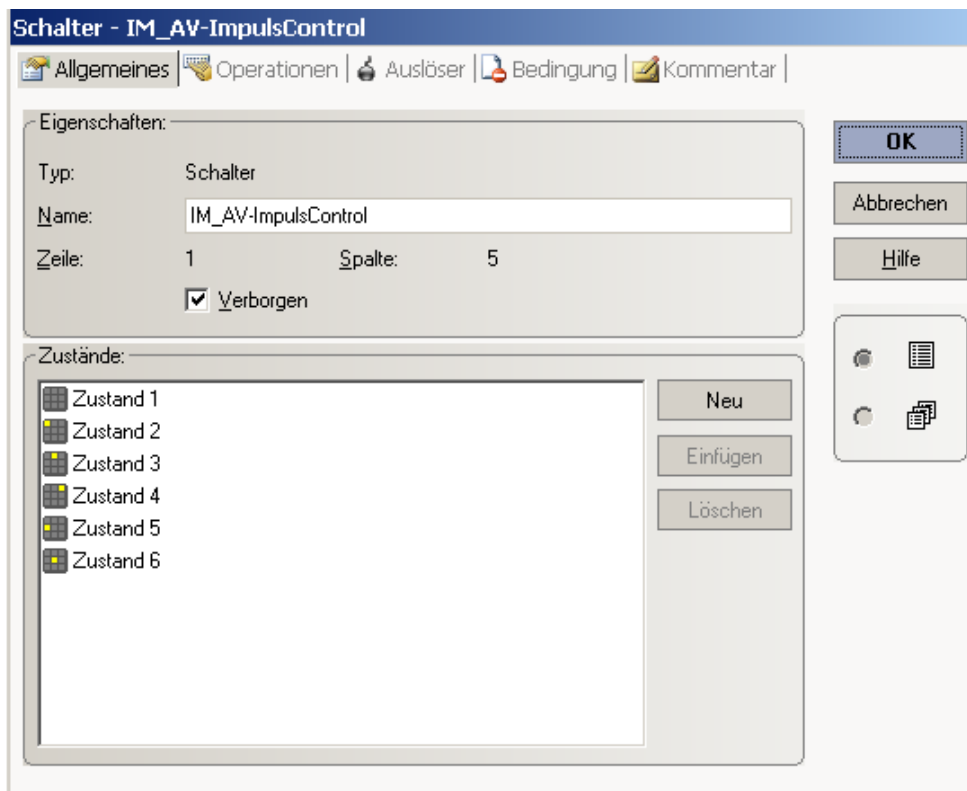 Schalter - IM_AV-ImpulsControl
Allgemeines Operationen Auslöser Bedingung Kommentar
Eigenschaften:
Typ: Schalter
Name: IM_AV-ImpulsControl
Zeile: 1 Spalte: 5
Verborgen
Zustände:
Zustand 1
Zustand 2
Zustand 3
Zustand 4
Zustand 5
Zustand 6
Neu
Einfügen
Löschen
OK
Abbrechen
Hilfe